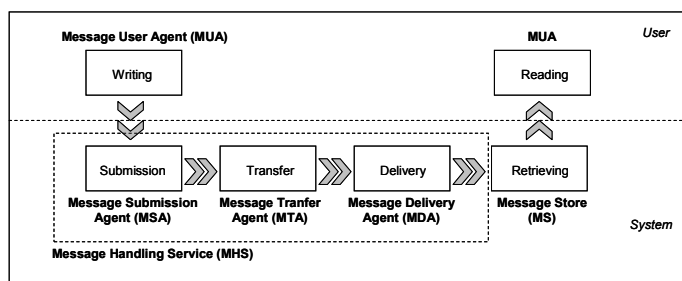 Message User Agent (MUA)
MUA
User
Writing
Reading
Submission
Transfer
Delivery
Retrieving
Message Submission
Agent (MSA)
Message Tranfer
Agent (MTA)
Message Delivery
Agent (MDA)
Message Store
(MS)
System
Message Handling Service (MHS)